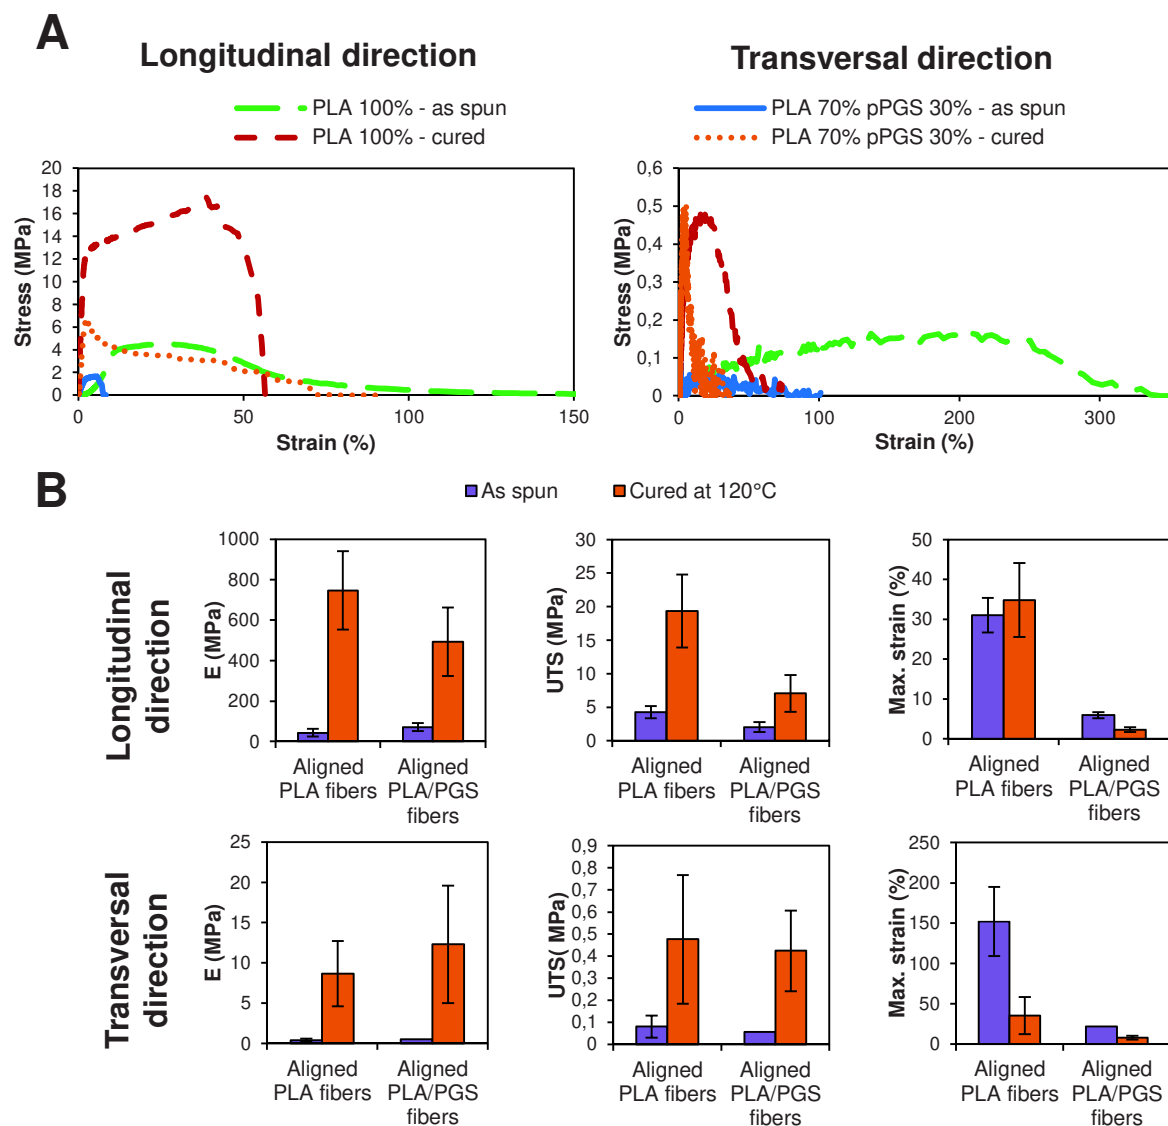 A
Longitudinal direction
Transversal direction
PLA 100% - as spun
PLA 100% - cured
PLA 70% pPGS 30% - as spun
PLA 70% pPGS 30% - cured
Stress (MPa)
20
18
16
14
12
10
8
6
4
2
0
0
50
100
150
Strain (%)
Stress (MPa)
0,6
0,5
0,4
0,3
0,2
0,1
0
0
100
200
300
Strain (%)
B
As spun
Cured at 120°C
Longitudinal
direction
E (MPa)
1000
800
600
400
200
0
Aligned
PLA fibers
Aligned
PLA/PGS
fibers
UTS (MPa)
30
25
20
15
10
5
0
Aligned
PLA fibers
Aligned
PLA/PGS
fibers
Max. strain (%)
50
40
30
20
10
0
Aligned
PLA fibers
Aligned
PLA/PGS
fibers
Transversal
direction
E (MPa)
25
20
15
10
5
0
Aligned
PLA fibers
Aligned
PLA/PGS
fibers
UTS( MPa)
0,9
0,8
0,7
0,6
0,5
0,4
0,3
0,2
0,1
0
Aligned
PLA fibers
Aligned
PLA/PGS
fibers
Max. strain (%)
250
200
150
100
50
0
Aligned
PLA fibers
Aligned
PLA/PGS
fibers